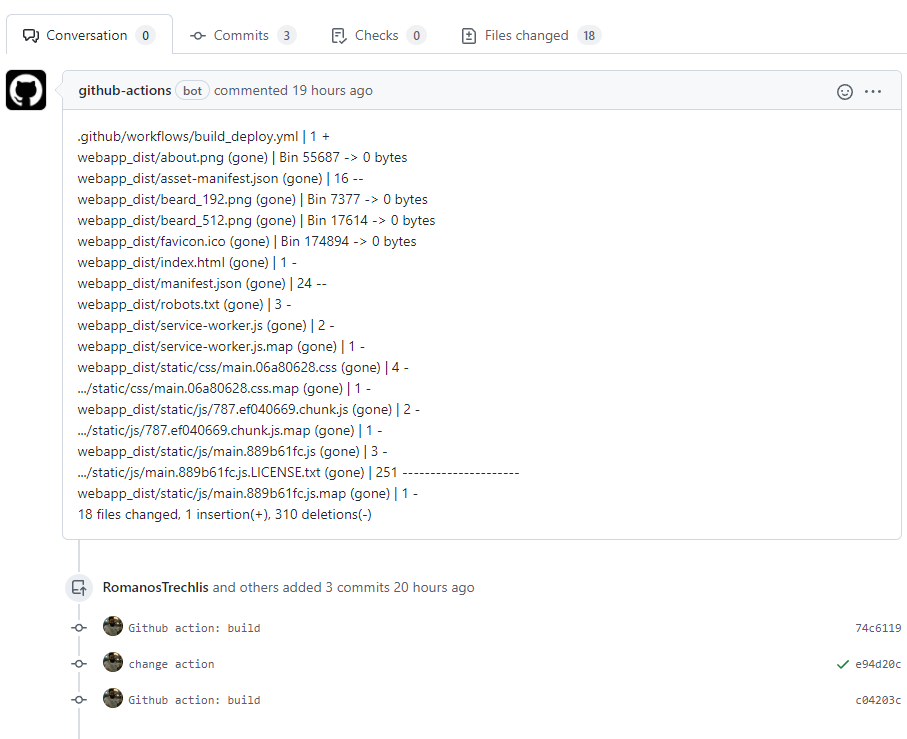 Conversation 0 Commits 3 Checks 0 Files changed 18
github-actions bot commented 19 hours ago
.github/workflows/build_deploy.yml | 1 +
webapp_dist/about.png (gone) | Bin 55687 -> 0 bytes
webapp_dist/asset-manifest.json (gone) | 16 --
webapp_dist/beard_192.png (gone) | Bin 7377 -> 0 bytes
webapp_dist/beard_512.png (gone) | Bin 17614 -> 0 bytes
webapp_dist/favicon.ico (gone) | Bin 174894 -> 0 bytes
webapp_dist/index.html (gone) | 1 -
webapp_dist/manifest.json (gone) | 24 --
webapp_dist/robots.txt (gone) | 3 -
webapp_dist/service-worker.js (gone) | 2 -
webapp_dist/service-worker.js.map (gone) | 1 -
webapp_dist/static/css/main.06a80628.css (gone) | 4 -
.../static/css/main.06a80628.css.map (gone) | 1 -
webapp_dist/static/js/787.ef040669.chunk.js (gone) | 2 -
.../static/js/787.ef040669.chunk.js.map (gone) | 1 -
webapp_dist/static/js/main.889b61fc.js (gone) | 3 -
.../static/js/main.889b61fc.js.LICENSE.txt (gone) | 251 ---------------------
webapp_dist/static/js/main.889b61fc.js.map (gone) | 1 -
18 files changed, 1 insertion(+), 310 deletions(-)
RomanosTrechlis and others added 3 commits 20 hours ago
Github action: build 74c6119
change action e94d20c
Github action: build c04203c